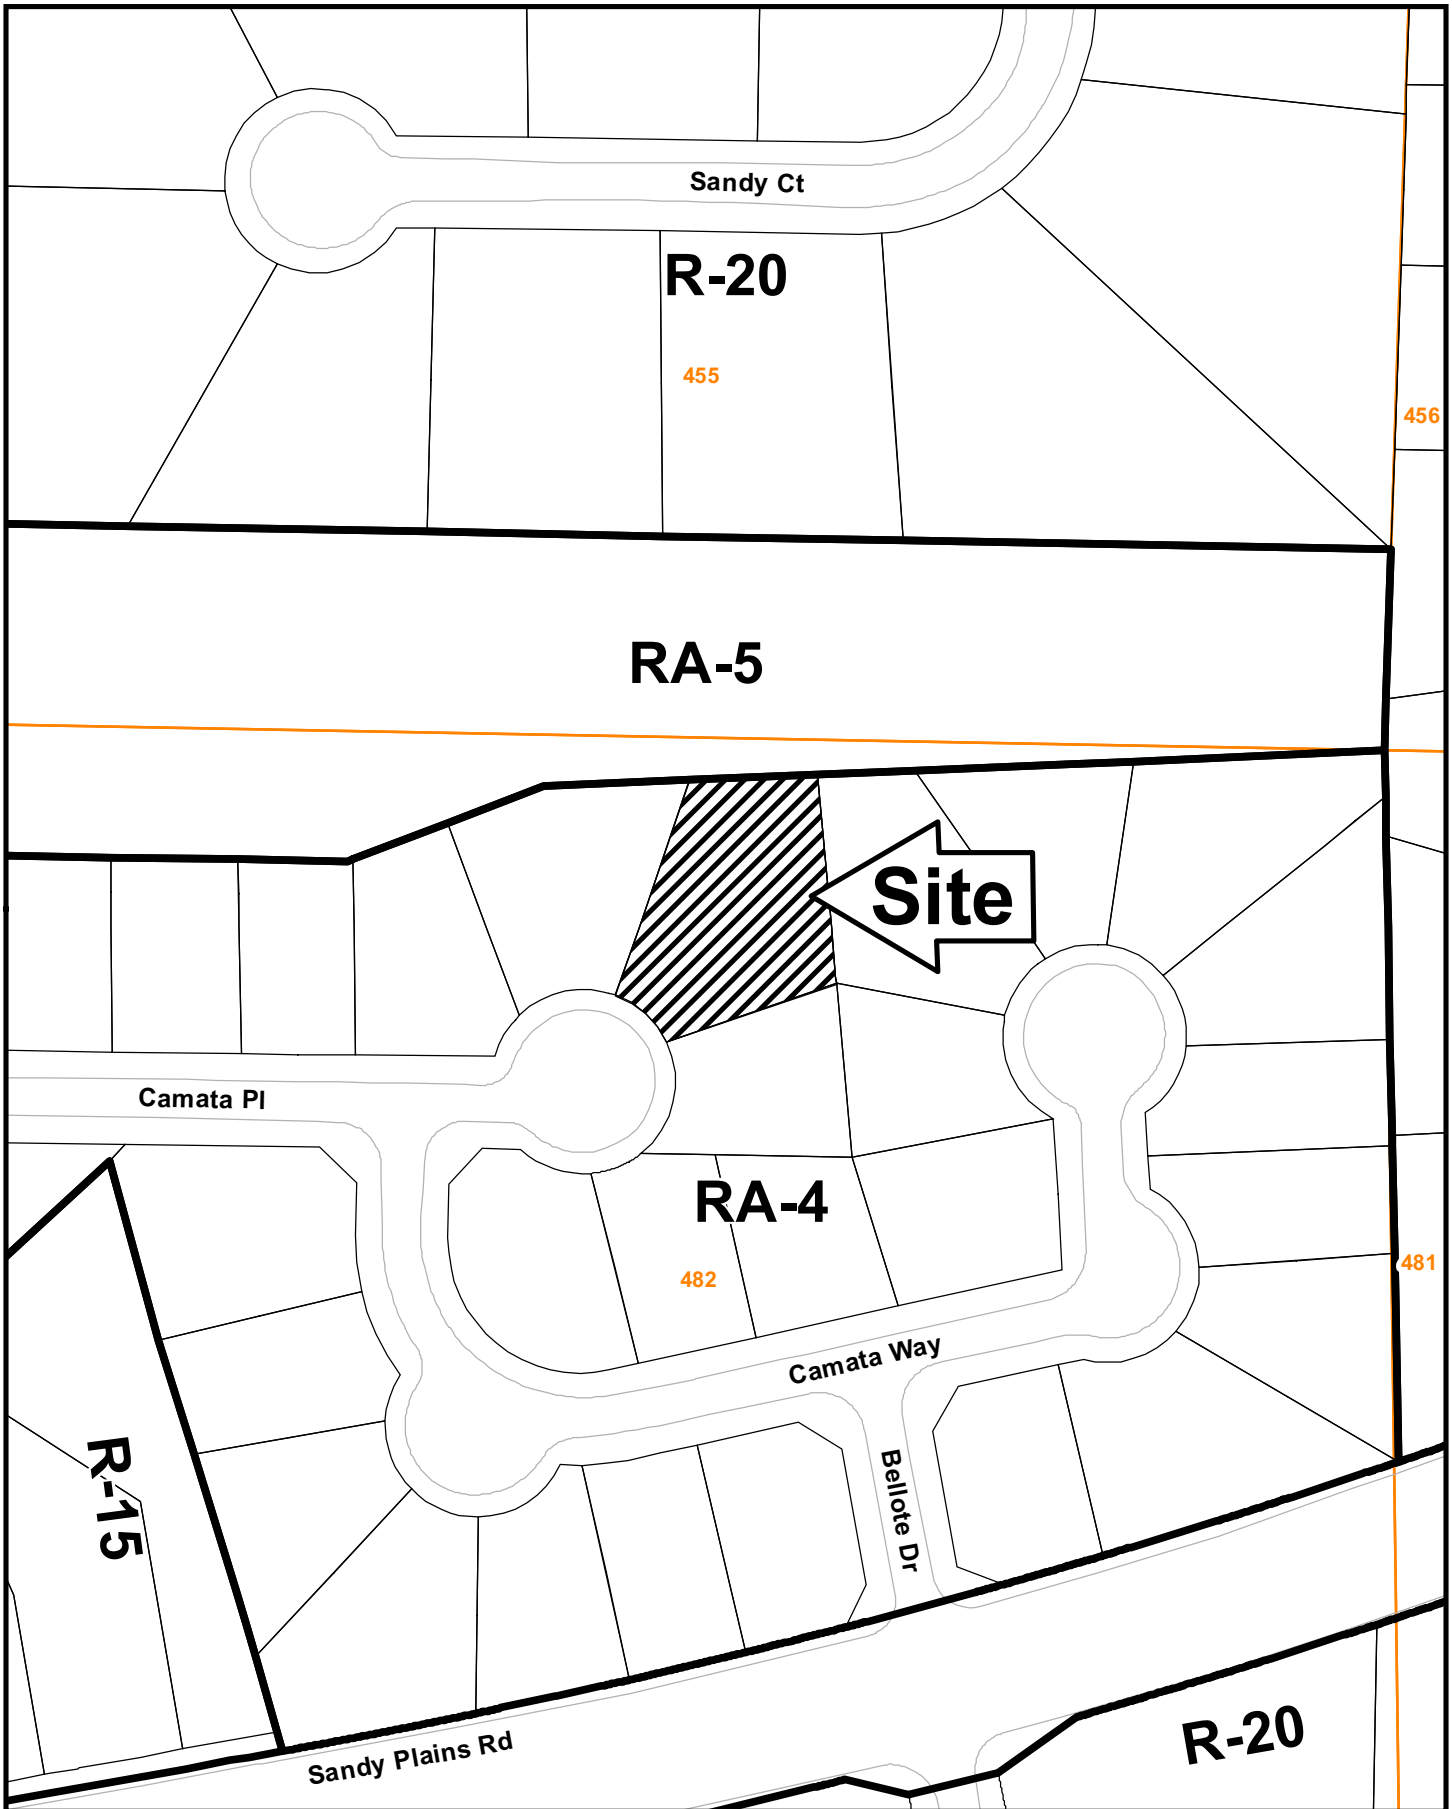 Sandy Ct
R-20
455
456
RA-5
Site
Camata Pl
RA-4
482
481
Camata Way
R-15
Bellote Dr
R-20
Sandy Plains Rd